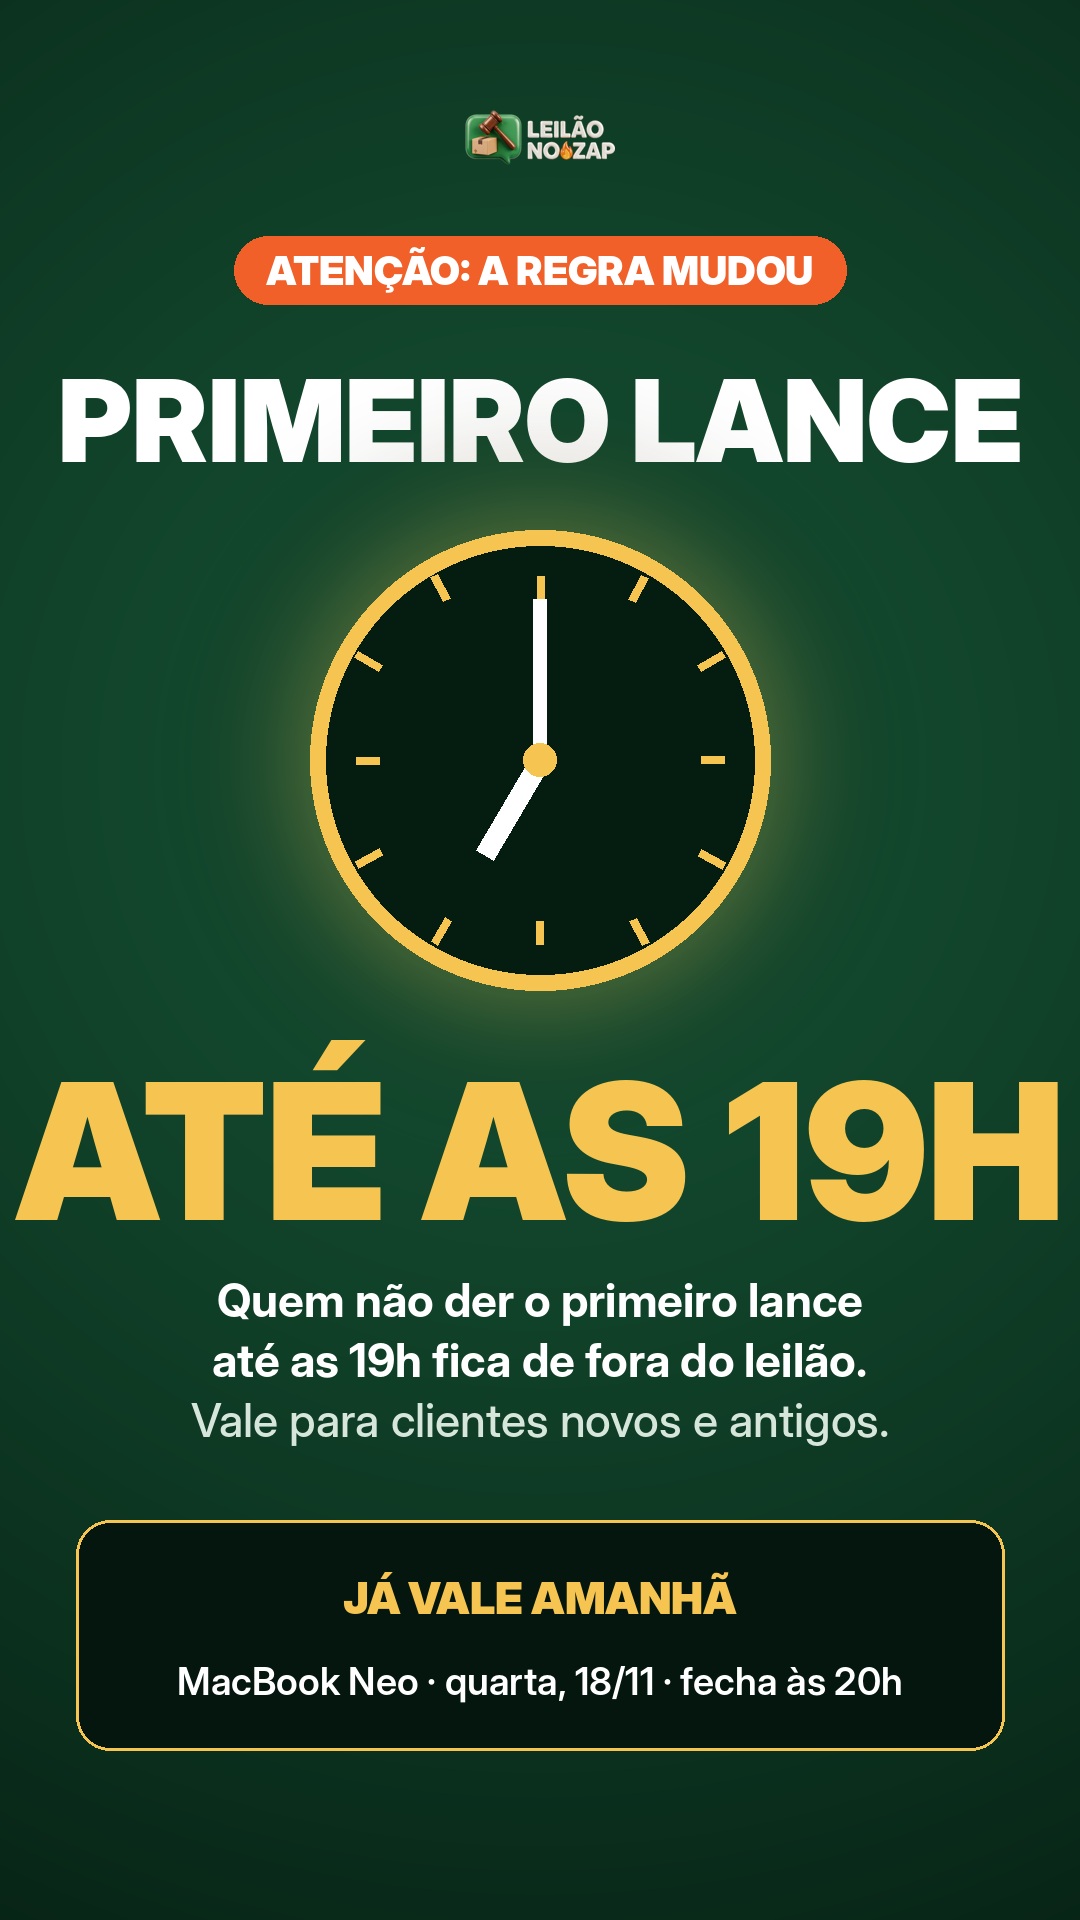 LEILÃO
NO ZAP
ATENÇÃO: A REGRA MUDOU
PRIMEIRO LANCE
ATÉ AS 19H
Quem não der o primeiro lance
até as 19h fica de fora do leilão.
Vale para clientes novos e antigos.
JÁ VALE AMANHÃ
MacBook Neo · quarta, 18/11 · fecha às 20h